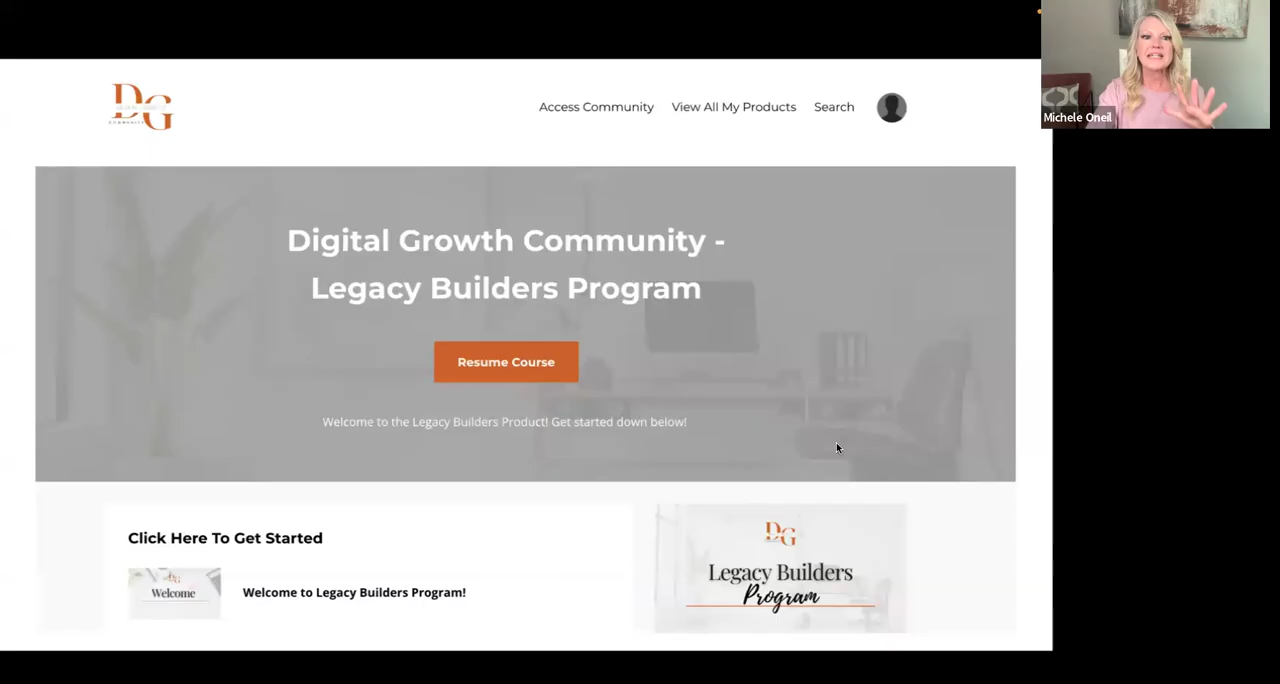 DG
COMMUNITY
Access Community
View All My Products
Search
Michele Oneil
Digital Growth Community -
Legacy Builders Program
Resume Course
Welcome to the Legacy Builders Product! Get started down below!
Click Here To Get Started
DG
Welcome
Welcome to Legacy Builders Program!
DG
Legacy Builders
Program